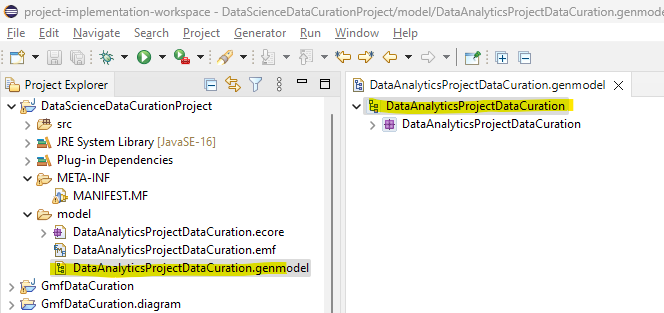 project-implementation-workspace - DataScienceDataCurationProject/model/DataAnalyticsProjectDataCuration.genmode
File Edit Navigate Search Project Generator Run Window Help
Project Explorer
DataScienceDataCurationProject
src
JRE System Library [JavaSE-16]
Plug-in Dependencies
META-INF
MANIFEST.MF
model
DataAnalyticsProjectDataCuration.ecore
DataAnalyticsProjectDataCuration.emf
DataAnalyticsProjectDataCuration.genmodel
GmfDataCuration
GmfDataCuration.diagram
DataAnalyticsProjectDataCuration.genmodel
DataAnalyticsProjectDataCuration
DataAnalyticsProjectDataCuration